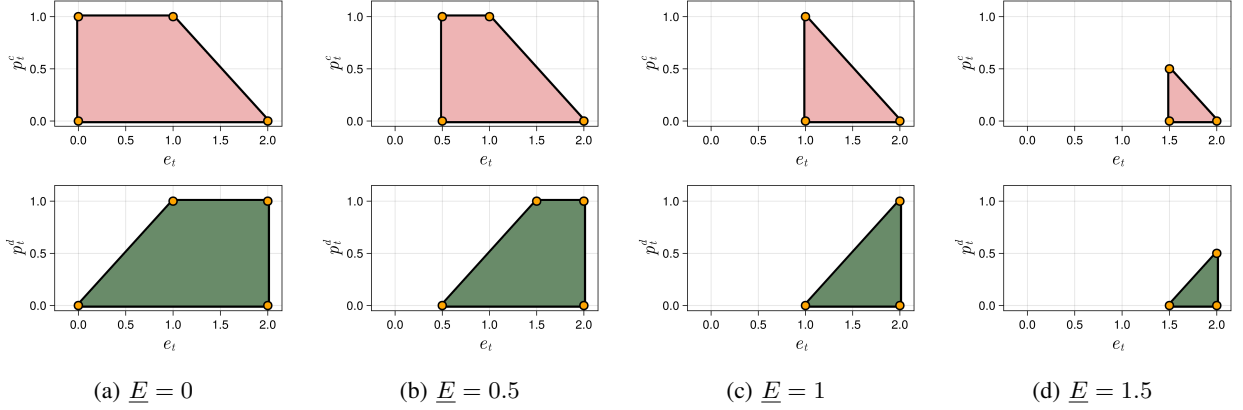 1.0 1.0 1.0 1.0
p_t^c 0.5 p_t^c 0.5 p_t^c 0.5 p_t^c 0.5
0.0 0.0 0.0 0.0
0.0 0.5 1.0 1.5 2.0 0.0 0.5 1.0 1.5 2.0 0.0 0.5 1.0 1.5 2.0 0.0 0.5 1.0 1.5 2.0
e_t e_t e_t e_t
1.0 1.0 1.0 1.0
p_t^d 0.5 p_t^d 0.5 p_t^d 0.5 p_t^d 0.5
0.0 0.0 0.0 0.0
0.0 0.5 1.0 1.5 2.0 0.0 0.5 1.0 1.5 2.0 0.0 0.5 1.0 1.5 2.0 0.0 0.5 1.0 1.5 2.0
e_t e_t e_t e_t
(a) E̲ = 0 (b) E̲ = 0.5 (c) E̲ = 1 (d) E̲ = 1.5